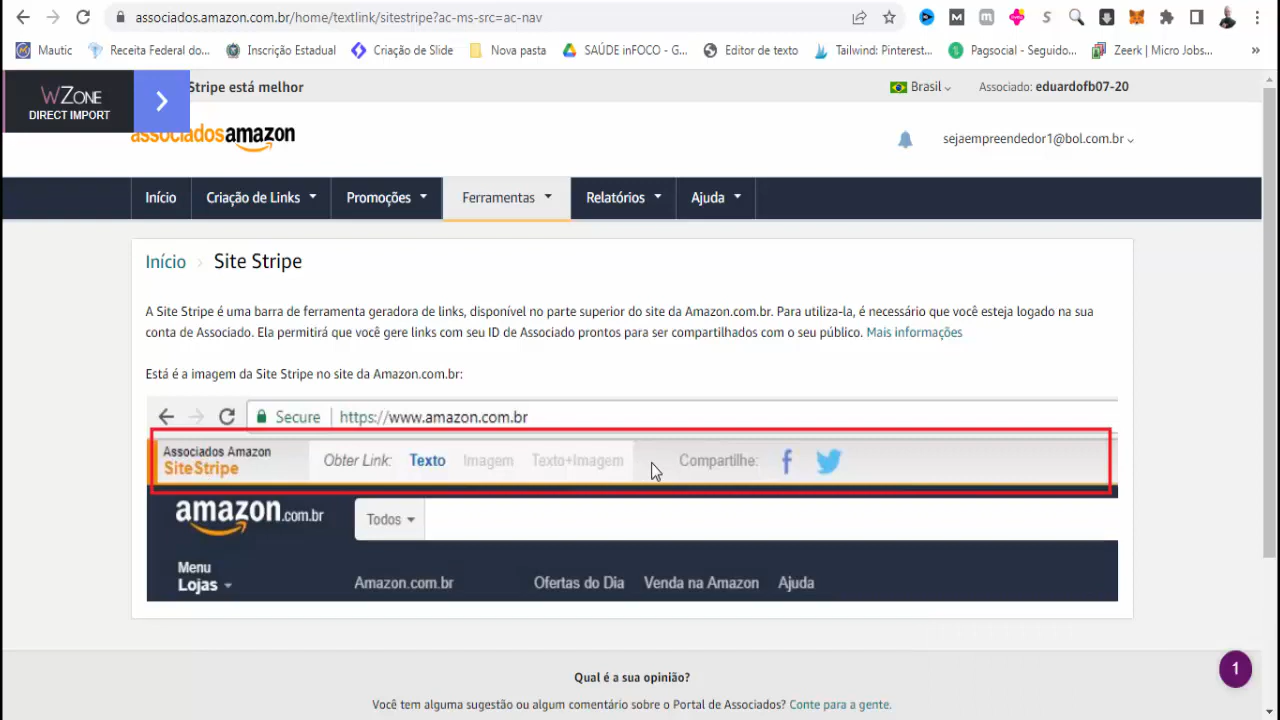 associados.amazon.com.br/home/textlink/sitestripe?ac-ms-src=ac-nav
Mautic
Receita Federal do...
Inscrição Estadual
Criação de Slide
Nova pasta
SAÚDE inFOCO - G...
Editor de texto
Tailwind: Pinterest...
Pagsocial - Seguido...
Zeerk | Micro Jobs...
»
WZONE
DIRECT IMPORT
Stripe está melhor
Brasil
Associado: eduardofb07-20
associadosamazon
sejaempreendedor1@bol.com.br
Início
Criação de Links
Promoções
Ferramentas
Relatórios
Ajuda
Início › Site Stripe
A Site Stripe é uma barra de ferramenta geradora de links, disponível no parte superior do site da Amazon.com.br. Para utiliza-la, é necessário que você esteja logado na sua
conta de Associado. Ela permitirá que você gere links com seu ID de Associado prontos para ser compartilhados com o seu público. Mais informações
Está é a imagem da Site Stripe no site da Amazon.com.br:
Secure | https://www.amazon.com.br
Associados Amazon
SiteStripe
Obter Link: Texto Imagem Texto+Imagem
Compartilhe:
amazon.com.br
Todos
Menu
Lojas
Amazon.com.br
Ofertas do Dia
Venda na Amazon
Ajuda
1
Qual é a sua opinião?
Você tem alguma sugestão ou algum comentário sobre o Portal de Associados? Conte para a gente.